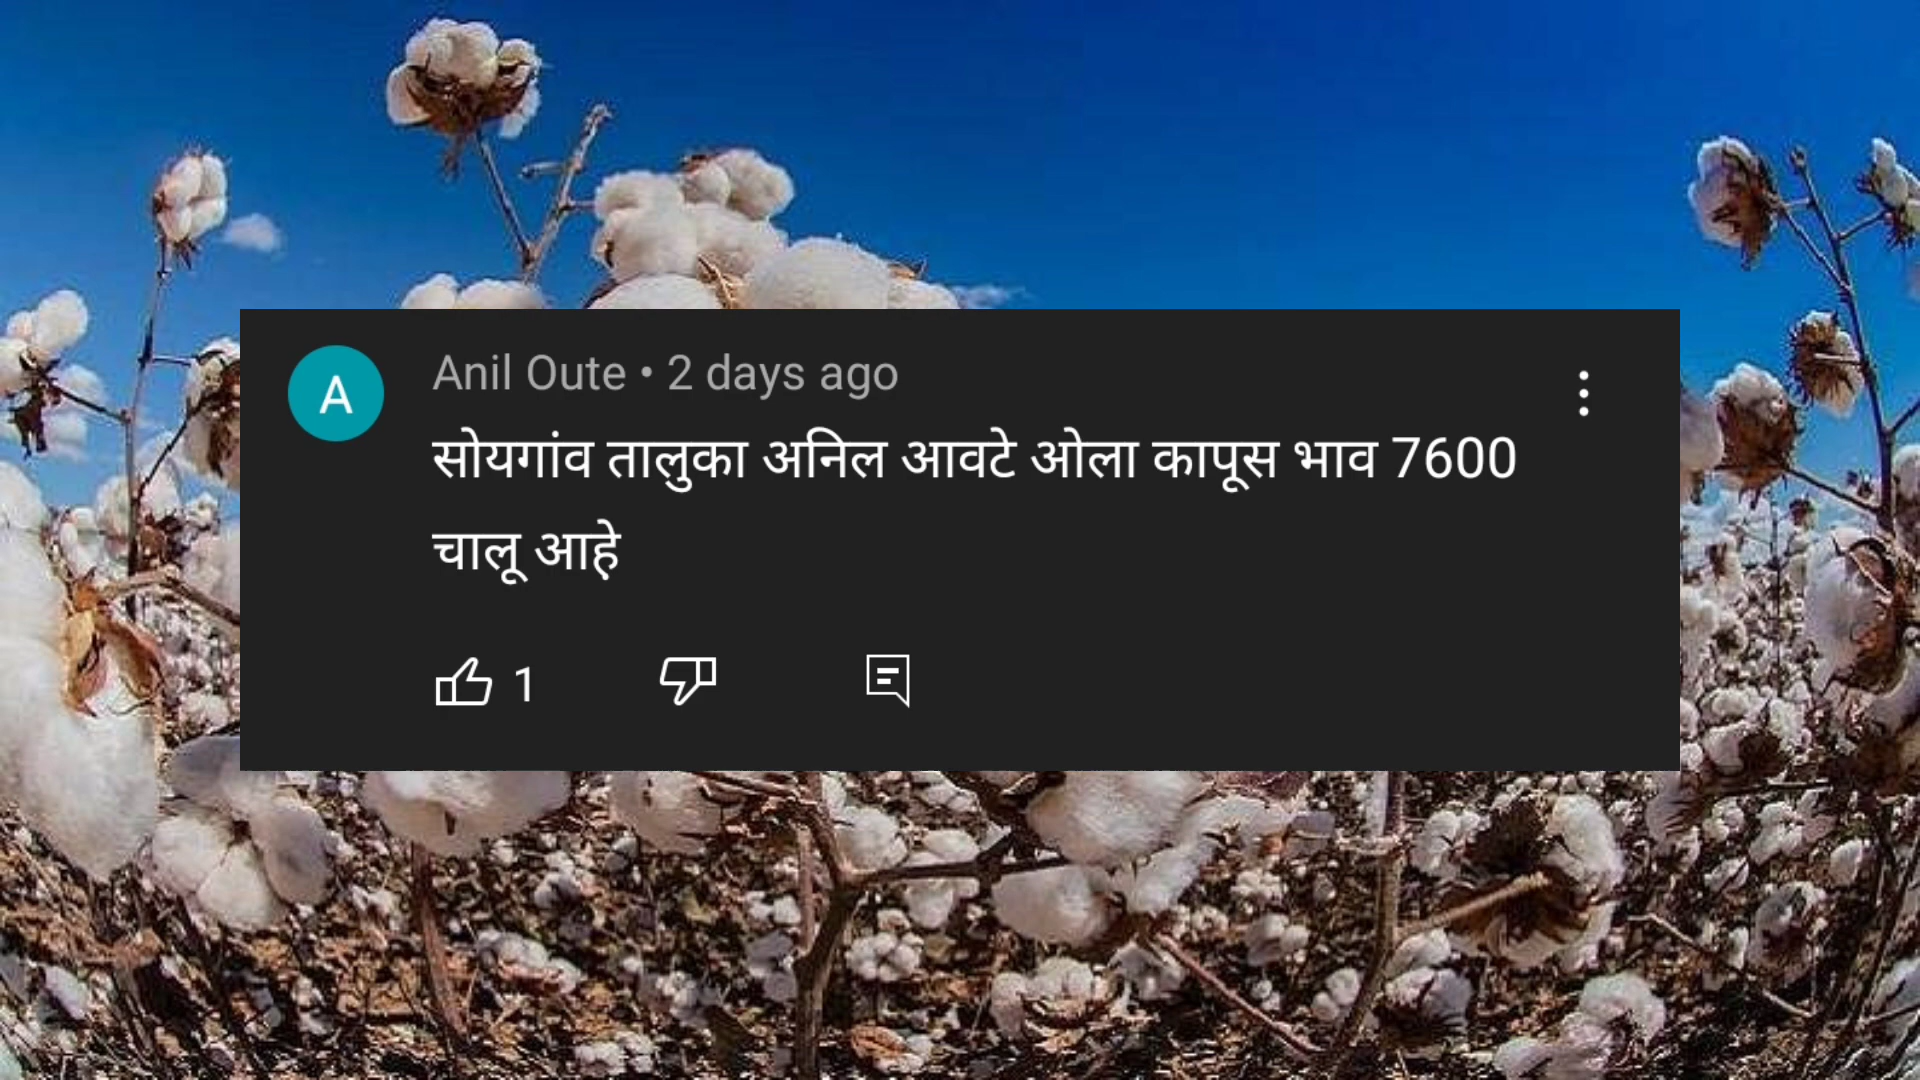 A
Anil Oute • 2 days ago
सोयगांव तालुका अनिल आवटे ओला कापूस भाव 7600
चालू आहे
1